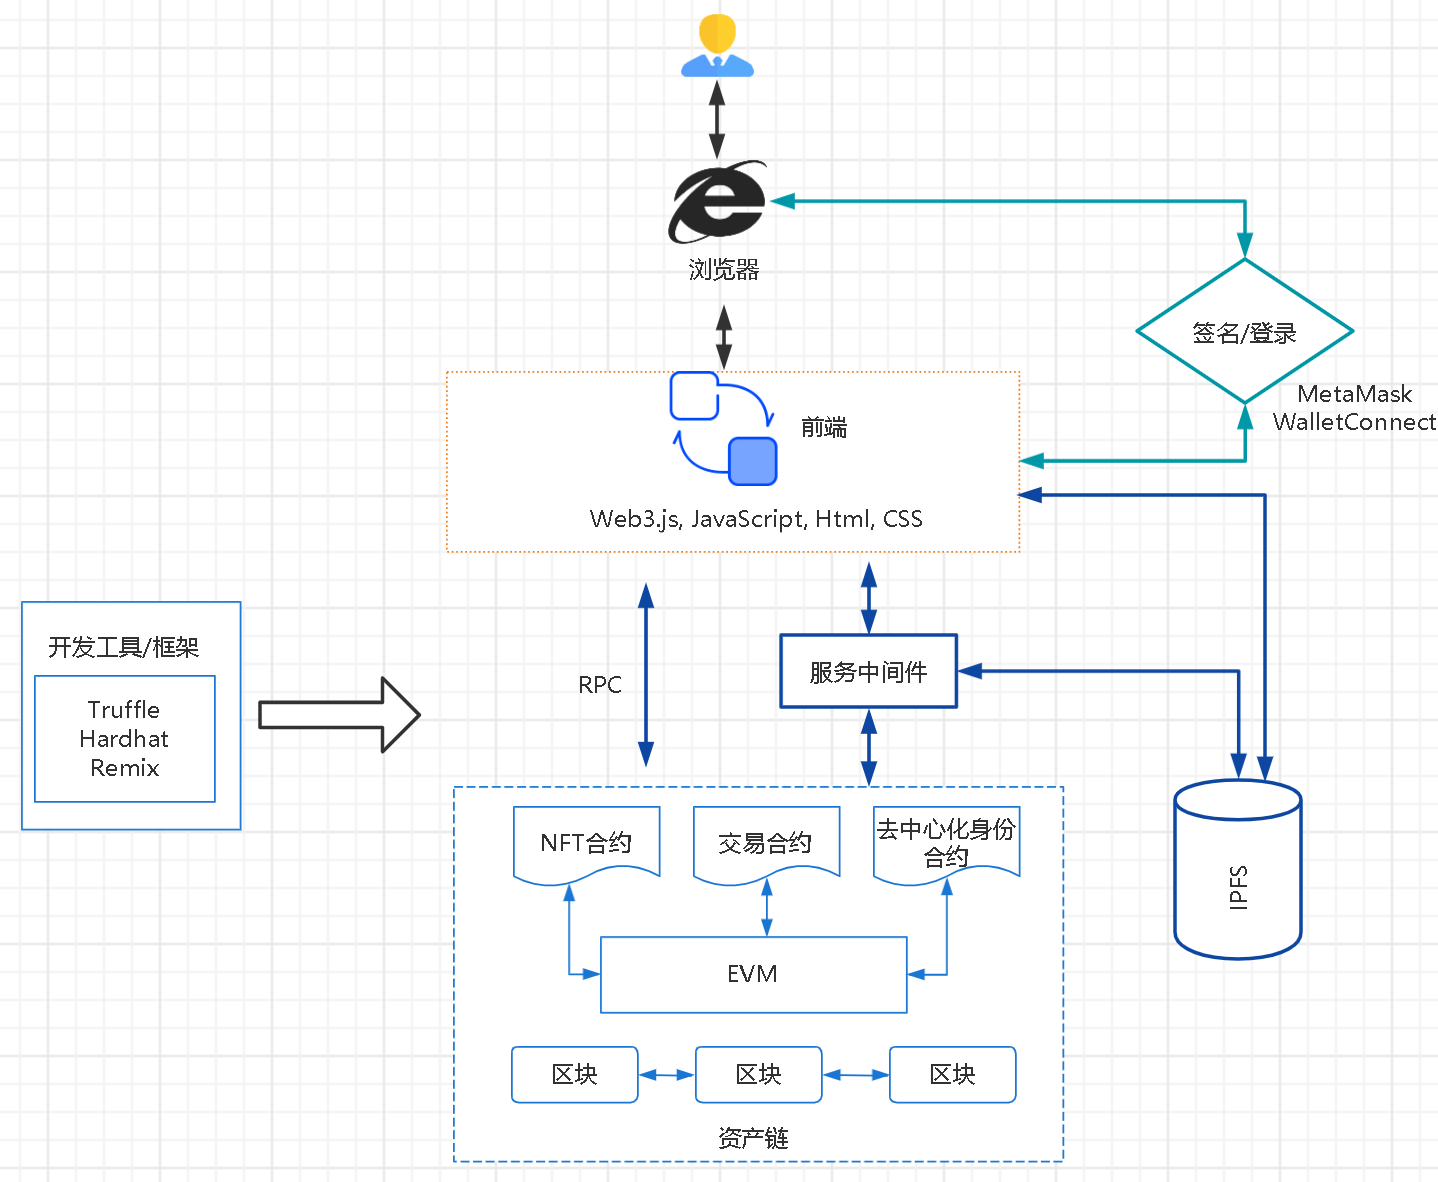 浏览器
签名/登录
MetaMask
WalletConnect
前端
Web3.js, JavaScript, Html, CSS
开发工具/框架
Truffle
Hardhat
Remix
RPC
服务中间件
NFT合约
交易合约
去中心化身份
合约
IPFS
EVM
区块
区块
区块
资产链